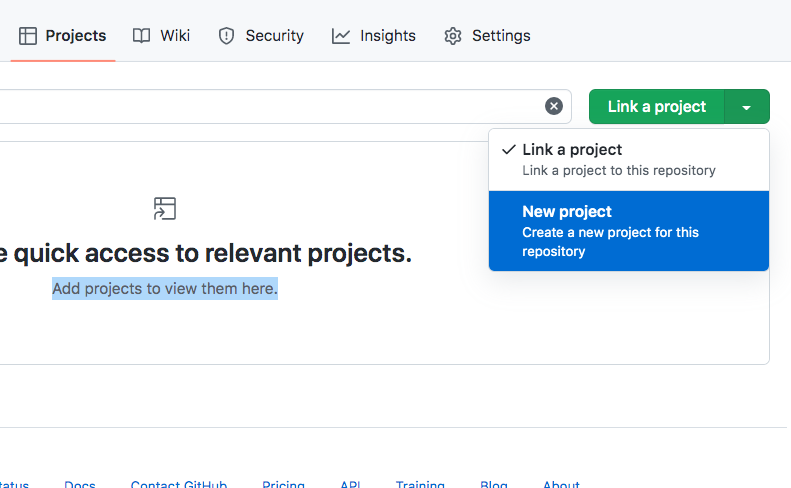 Projects Wiki Security Insights Settings
Link a project
Link a project
Link a project to this repository
New project
Create a new project for this
repository
quick access to relevant projects.
Add projects to view them here.
Docs Contact GitHub Pricing API Training Blog About